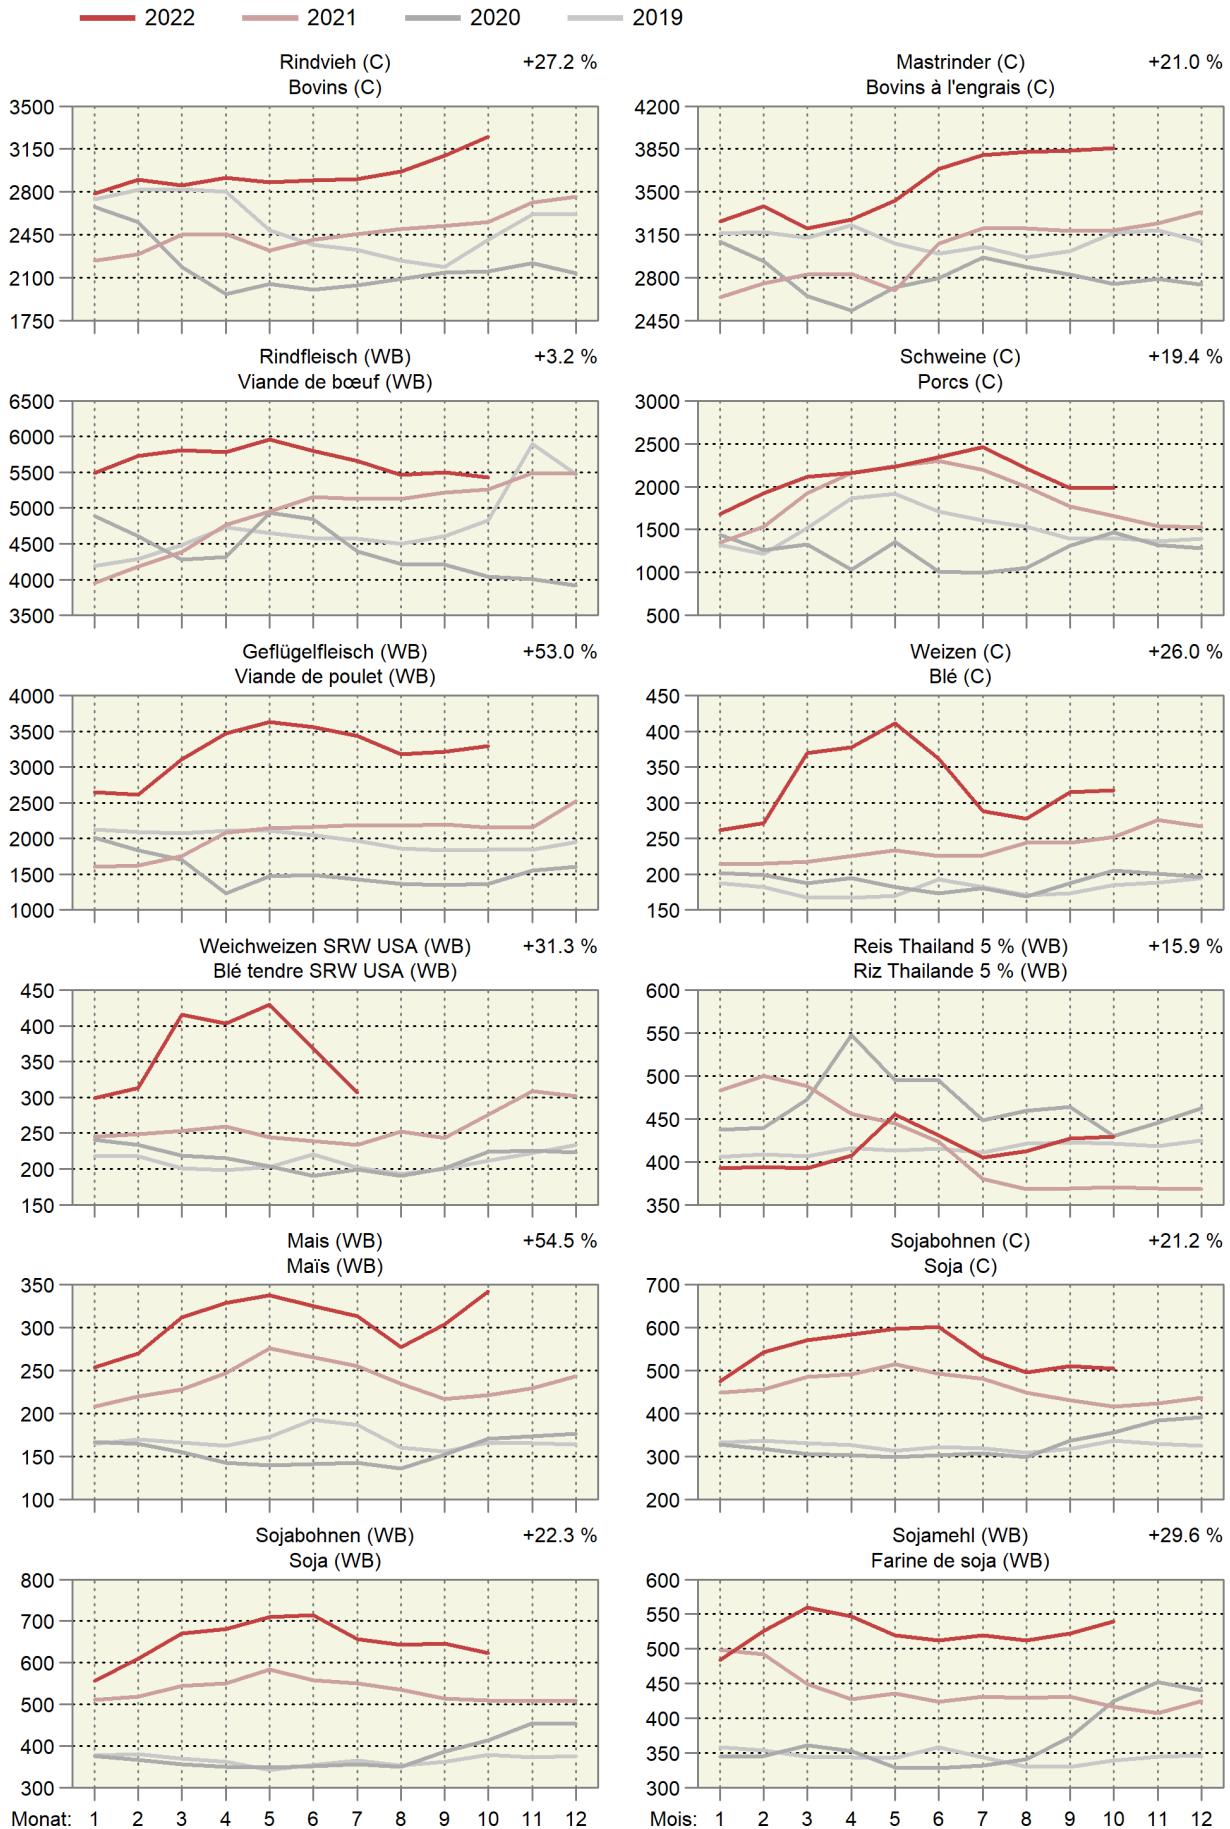 2022 2021 2020 2019
Rindvieh (C) +27.2 %
Bovins (C)
3500
3150
2800
2450
2100
1750
Mastrinder (C) +21.0 %
Bovins à l'engrais (C)
4200
3850
3500
3150
2800
2450
Rindfleisch (WB) +3.2 %
Viande de bœuf (WB)
6500
6000
5500
5000
4500
4000
3500
Schweine (C) +19.4 %
Porcs (C)
3000
2500
2000
1500
1000
500
Geflügelfleisch (WB) +53.0 %
Viande de poulet (WB)
4000
3500
3000
2500
2000
1500
1000
Weizen (C) +26.0 %
Blé (C)
450
400
350
300
250
200
150
Weichweizen SRW USA (WB) +31.3 %
Blé tendre SRW USA (WB)
450
400
350
300
250
200
150
Reis Thailand 5 % (WB) +15.9 %
Riz Thailande 5 % (WB)
600
550
500
450
400
350
Mais (WB) +54.5 %
Maïs (WB)
350
300
250
200
150
100
Sojabohnen (C) +21.2 %
Soja (C)
700
600
500
400
300
200
Sojabohnen (WB) +22.3 %
Soja (WB)
800
700
600
500
400
300
Monat: 1 2 3 4 5 6 7 8 9 10 11 12
Sojamehl (WB) +29.6 %
Farine de soja (WB)
600
550
500
450
400
350
300
Mois: 1 2 3 4 5 6 7 8 9 10 11 12